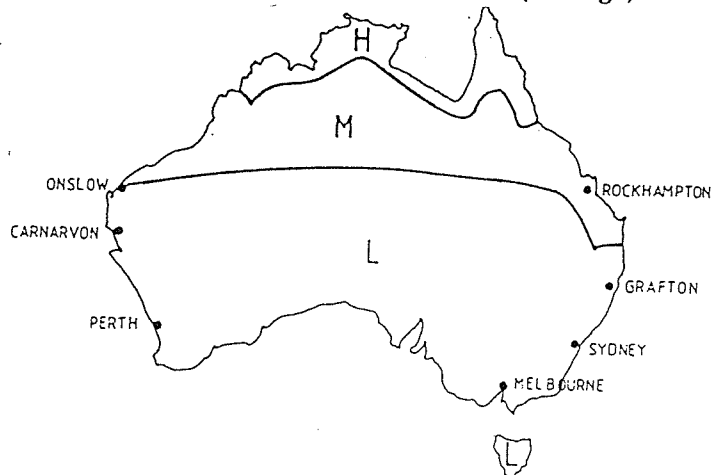 H
M
ONSLOW
ROCKHAMPTON
CARNARVON
L
GRAFTON
PERTH
SYDNEY
MELBOURNE
L